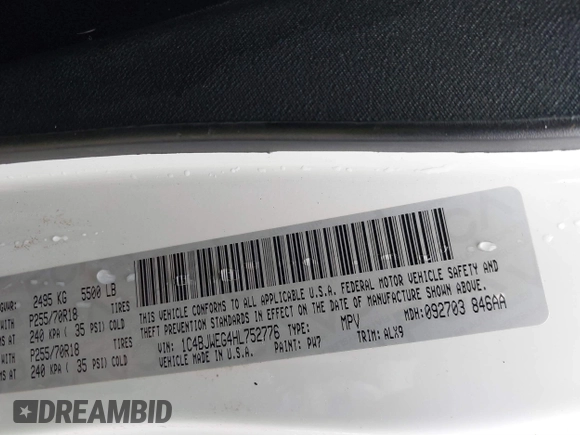 GVWR: 2495 KG 5500 LB
P255/70R18 TIRES
240 KPA ( 35 PSI) COLD
P255/70R18 TIRES
MS AT 240 KPA ( 35 PSI) COLD
THIS VEHICLE CONFORMS TO ALL APPLICABLE U.S.A. FEDERAL MOTOR VEHICLE SAFETY AND
THEFT PREVENTION STANDARDS IN EFFECT ON THE DATE OF MANUFACTURE SHOWN ABOVE.
VIN: 1C4BJWEG4HL752776 TYPE: MPV MDH: 092703 846AA
VEHICLE MADE IN U.S.A. PAINT: PW7 TRIM: ALX9
DREAMBID